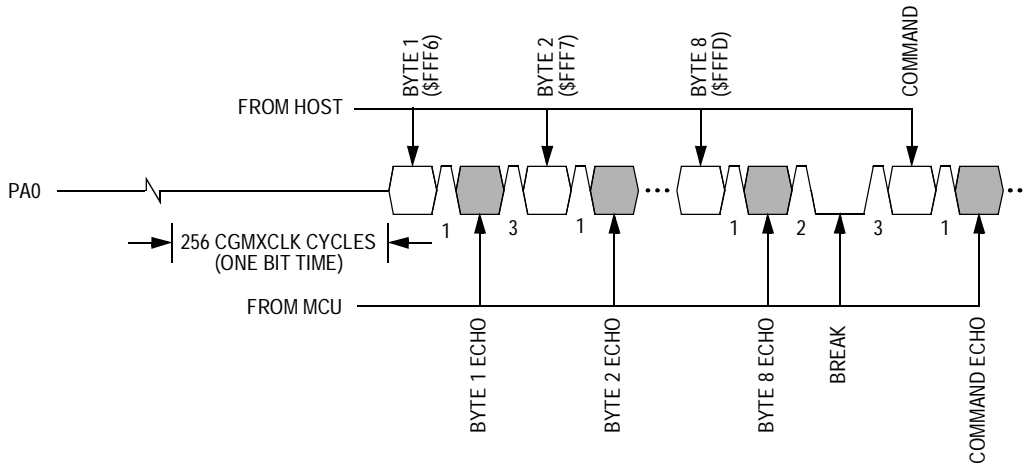 BYTE 1
($FFF6)
BYTE 2
($FFF7)
BYTE 8
($FFFD)
COMMAND
FROM HOST
PA0
1
3
1
1
2
3
1
256 CGMXCLK CYCLES
(ONE BIT TIME)
FROM MCU
BYTE 1 ECHO
BYTE 2 ECHO
BYTE 8 ECHO
BREAK
COMMAND ECHO